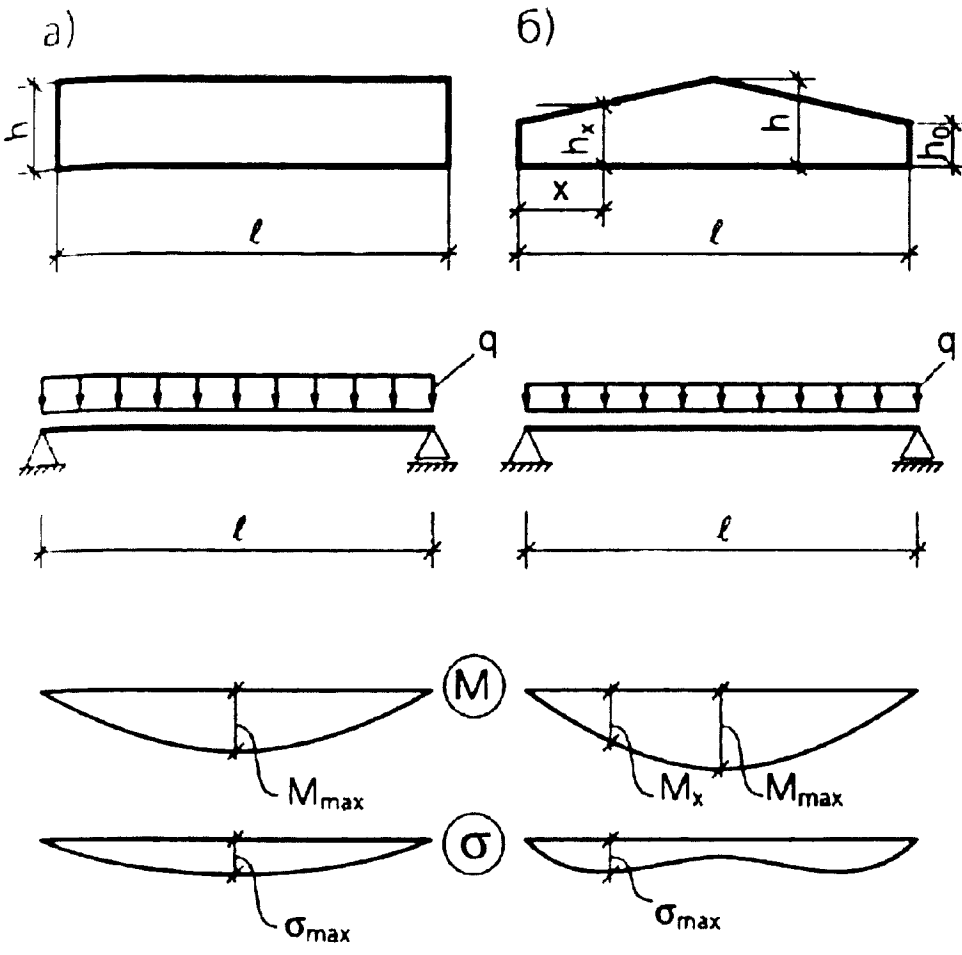 а) б)
h hₓ h h₀
x
ℓ ℓ
q q
ℓ ℓ
M
Mmax Mₓ Mmax
σ
σmax σmax